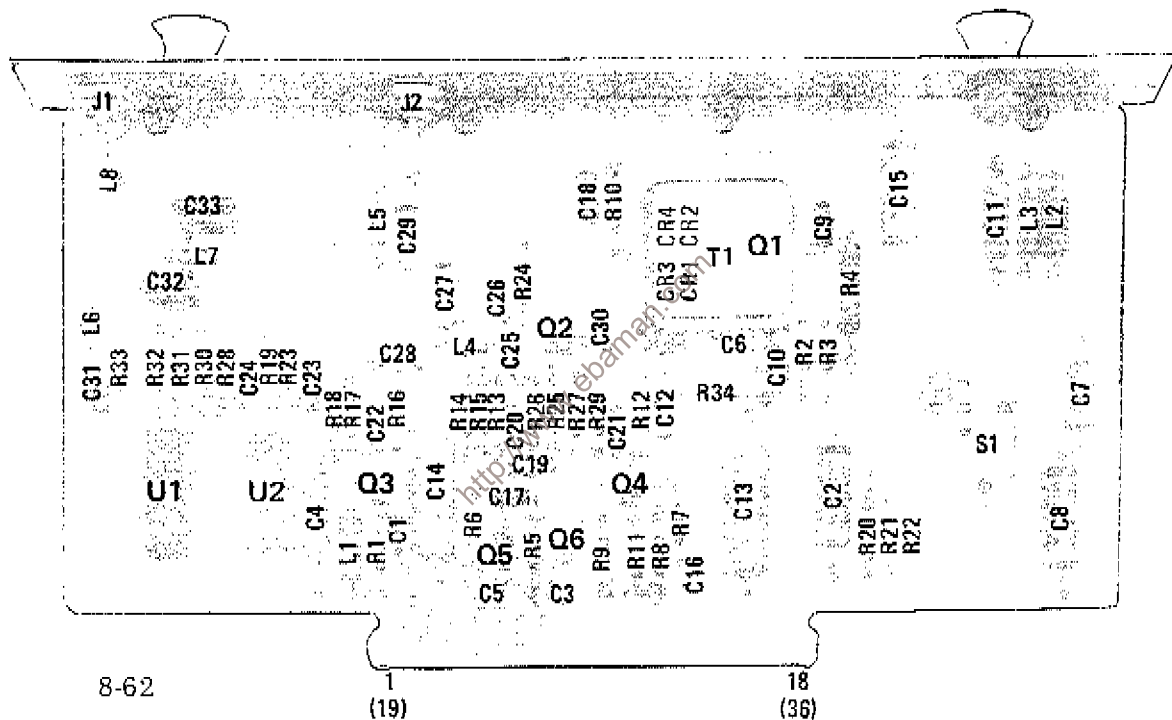 J1 J2
L8 C33 L5 C29 C18 R10 CR4 CR2 T1 Q1 C9 C15 C11 L3 L2
L7 C32 C27 C26 R24 CR3 CR1 R4
L6 L4 C25 Q2 C30 C6 C10 R2 R3
C31 R33 R32 R31 R30 R28 C24 R19 R23 C23 C28 R34 C7
R18 R17 C22 R16 R14 R15 R13 C20 R26 R25 R27 R29 C21 R12 C12 S1
C19
U1 U2 Q3 C14 C17 Q4 C13 C2
C4 L1 R1 C1 R6 Q5 R5 Q6 R9 R11 R8 R7 C16 R20 R21 R22 C8
C5 C3
http://www.ebaman.com
8-62
1 18
(19) (36)